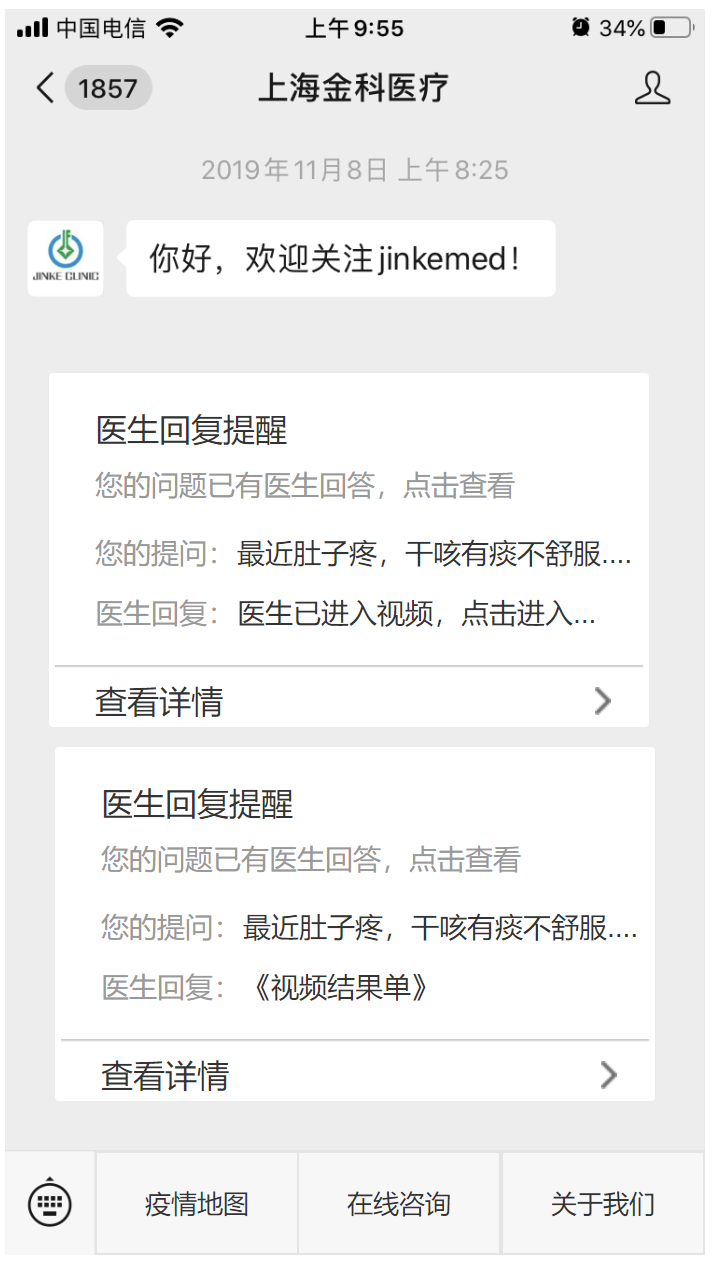 中国电信 上午9:55 34%
1857 上海金科医疗
2019年11月8日 上午8:25
你好，欢迎关注jinkemed！
JINKE CLINIC
医生回复提醒
您的问题已有医生回答，点击查看
您的提问：最近肚子疼，干咳有痰不舒服....
医生回复：医生已进入视频，点击进入...
查看详情
医生回复提醒
您的问题已有医生回答，点击查看
您的提问：最近肚子疼，干咳有痰不舒服....
医生回复：《视频结果单》
查看详情
疫情地图 在线咨询 关于我们